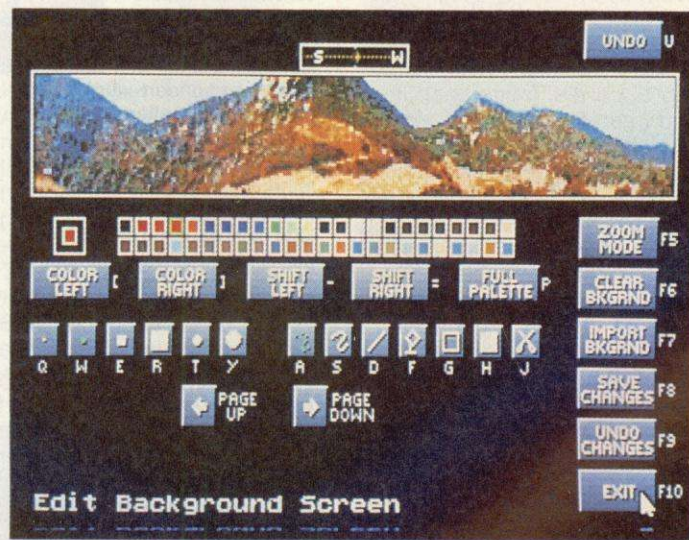 UNDO U
S W
COLOR LEFT [
COLOR RIGHT ]
SHIFT LEFT -
SHIFT RIGHT =
FULL PALETTE P
ZOOM MODE F5
CLEAR BKGRND F6
IMPORT BKGRND F7
SAVE CHANGES F8
UNDO CHANGES F9
EXIT F10
Q W E R T Y
A S D F G H J
PAGE UP
PAGE DOWN
Edit Background Screen